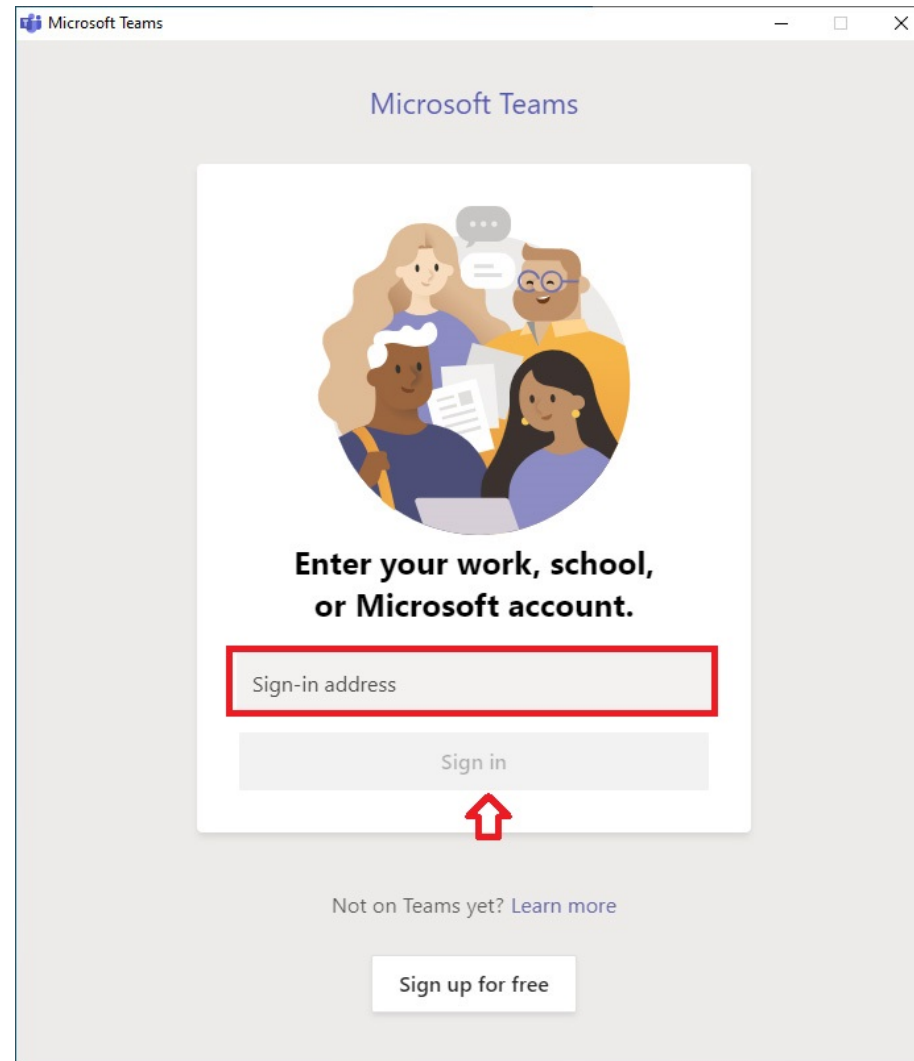 Microsoft Teams
Microsoft Teams
Enter your work, school,
or Microsoft account.
Sign-in address
Sign in
Not on Teams yet? Learn more
Sign up for free